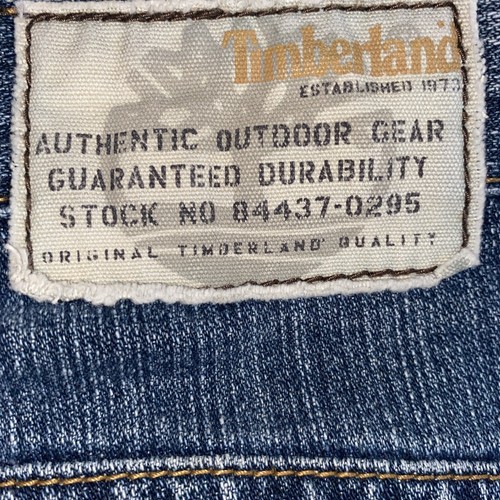 Timberland
ESTABLISHED 1973
AUTHENTIC OUTDOOR GEAR
GUARANTEED DURABILITY
STOCK NO 84437-0295
ORIGINAL TIMBERLAND® QUALITY